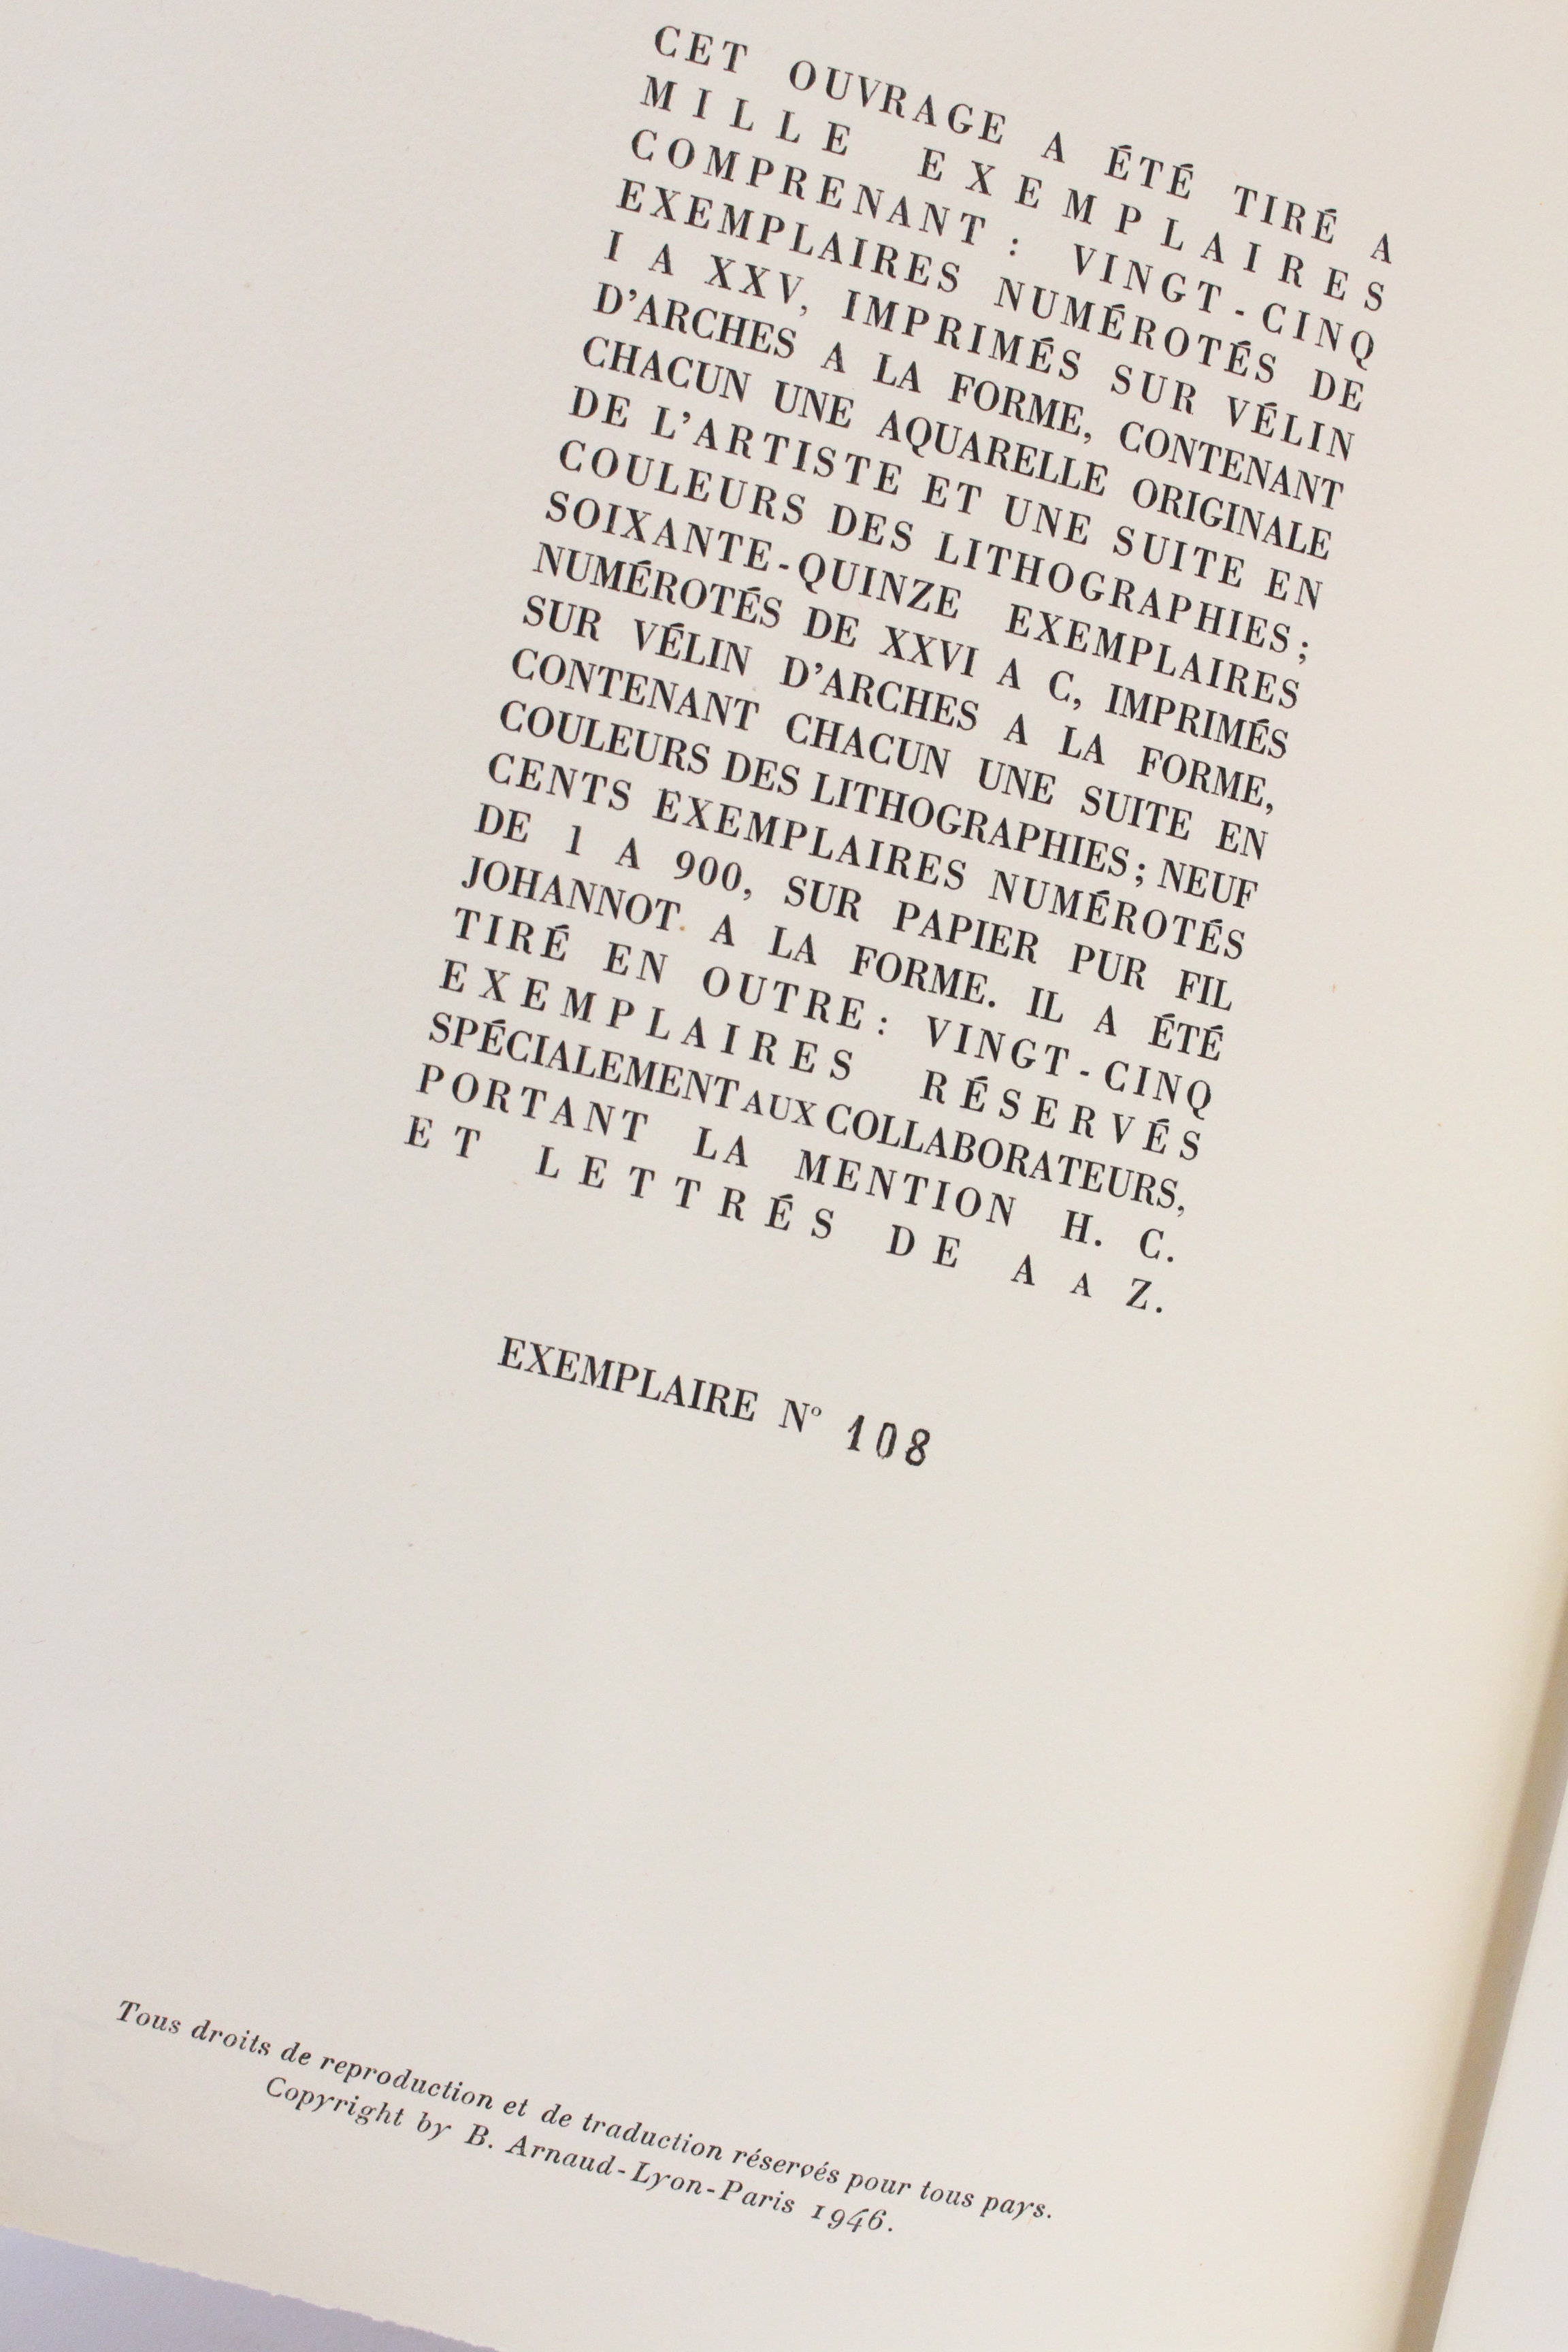 CET OUVRAGE A ÉTÉ TIRÉ A
MILLE EXEMPLAIRES
COMPRENANT : VINGT-CINQ
EXEMPLAIRES NUMÉROTÉS DE
I A XXV, IMPRIMÉS SUR VÉLIN
D'ARCHES A LA FORME, CONTENANT
CHACUN UNE AQUARELLE ORIGINALE
DE L'ARTISTE ET UNE SUITE EN
COULEURS DES LITHOGRAPHIES;
SOIXANTE-QUINZE EXEMPLAIRES
NUMÉROTÉS DE XXVI A C, IMPRIMÉS
SUR VÉLIN D'ARCHES A LA FORME,
CONTENANT CHACUN UNE SUITE EN
COULEURS DES LITHOGRAPHIES; NEUF
CENTS EXEMPLAIRES NUMÉROTÉS
DE 1 A 900, SUR PAPIER PUR FIL
JOHANNOT A LA FORME. IL A ÉTÉ
TIRÉ EN OUTRE: VINGT-CINQ
EXEMPLAIRES RÉSERVÉS
SPÉCIALEMENT AUX COLLABORATEURS,
PORTANT LA MENTION H. C.
ET LETTRÉS DE A A Z.
EXEMPLAIRE N° 108
Tous droits de reproduction et de traduction réservés pour tous pays.
Copyright by B. Arnaud-Lyon-Paris 1946.